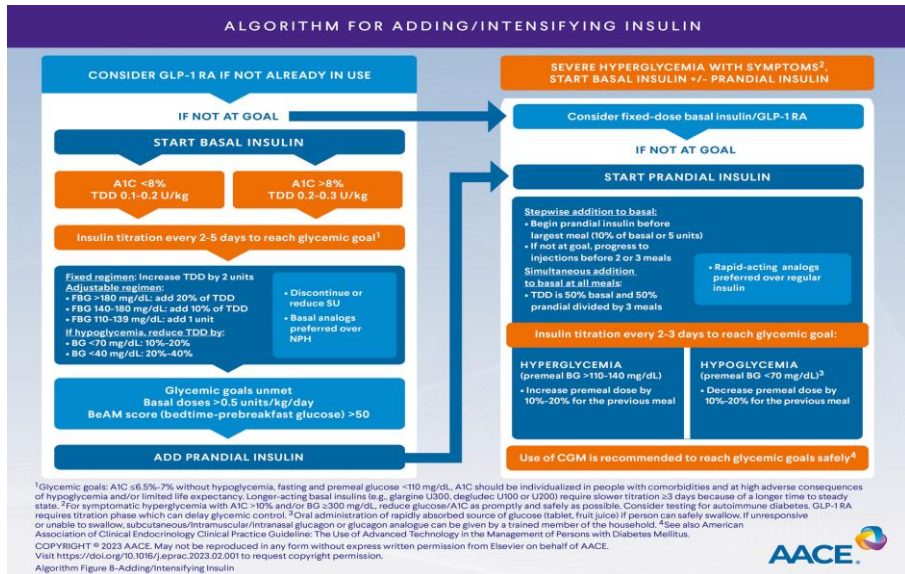 ALGORITHM FOR ADDING/INTENSIFYING INSULIN
CONSIDER GLP-1 RA IF NOT ALREADY IN USE
IF NOT AT GOAL
START BASAL INSULIN
A1C <8%
TDD 0.1-0.2 U/kg
A1C >8%
TDD 0.2-0.3 U/kg
Insulin titration every 2-5 days to reach glycemic goal¹
Fixed regimen: Increase TDD by 2 units
Adjustable regimen:
• FBG >180 mg/dL: add 20% of TDD
• FBG 140-180 mg/dL: add 10% of TDD
• FBG 110-139 mg/dL: add 1 unit
If hypoglycemia, reduce TDD by:
• BG <70 mg/dL: 10%-20%
• BG <40 mg/dL: 20%-40%
• Discontinue or
reduce SU
• Basal analogs
preferred over
NPH
Glycemic goals unmet
Basal doses >0.5 units/kg/day
BeAM score (bedtime-prebreakfast glucose) >50
ADD PRANDIAL INSULIN
SEVERE HYPERGLYCEMIA WITH SYMPTOMS²,
START BASAL INSULIN +/- PRANDIAL INSULIN
Consider fixed-dose basal insulin/GLP-1 RA
IF NOT AT GOAL
START PRANDIAL INSULIN
Stepwise addition to basal:
• Begin prandial insulin before
largest meal (10% of basal or 5 units)
• If not at goal, progress to
injections before 2 or 3 meals
Simultaneous addition
to basal at all meals:
• TDD is 50% basal and 50%
prandial divided by 3 meals
• Rapid-acting analogs
preferred over regular
insulin
Insulin titration every 2-3 days to reach glycemic goal:
HYPERGLYCEMIA
(premeal BG >110-140 mg/dL)
• Increase premeal dose by
10%-20% for the previous meal
HYPOGLYCEMIA
(premeal BG <70 mg/dL)³
• Decrease premeal dose by
10%-20% for the previous meal
Use of CGM is recommended to reach glycemic goals safely⁴
¹Glycemic goals: A1C ≤6.5%-7% without hypoglycemia, fasting and premeal glucose <110 mg/dL, A1C should be individualized in people with comorbidities and at high adverse consequences
of hypoglycemia and/or limited life expectancy. Longer-acting basal insulins (e.g., glargine U300, degludec U100 or U200) require slower titration ≥3 days because of a longer time to steady
state. ²For symptomatic hyperglycemia with A1C >10% and/or BG ≥300 mg/dL, reduce glucose/A1C as promptly and safely as possible. Consider testing for autoimmune diabetes. GLP-1 RA
requires titration phase which can delay glycemic control. ³Oral administration of rapidly absorbed source of glucose (tablet, fruit juice) if person can safely swallow. If unresponsive
or unable to swallow, subcutaneous/intramuscular/intranasal glucagon or glucagon analogue can be given by a trained member of the household. ⁴See also American
Association of Clinical Endocrinology Clinical Practice Guideline: The Use of Advanced Technology in the Management of Persons with Diabetes Mellitus.
COPYRIGHT © 2023 AACE. May not be reproduced in any form without express written permission from Elsevier on behalf of AACE.
Visit https://doi.org/10.1016/j.eprac.2023.02.001 to request copyright permission.
Algorithm Figure 8-Adding/Intensifying Insulin
AACE